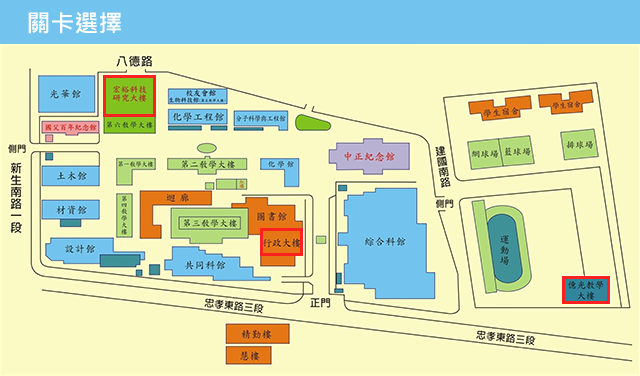 關卡選擇
八德路
光華館
宏裕科技
研究大樓
校友會館
化學工程館
分子科學與工程館
國父百年紀念館
第六教學大樓
側門
新生南路一段
土木館
第一教學大樓
第二教學大樓
化學館
中正紀念館
建國南路
側門
學生宿舍
學生宿舍
網球場
籃球場
排球場
材資館
第四教學大樓
迴廊
第三教學大樓
圖書館
行政大樓
綜合科館
運動場
設計館
共同科館
億光教學
大樓
忠孝東路三段
正門
忠孝東路三段
精勤樓
慧樓